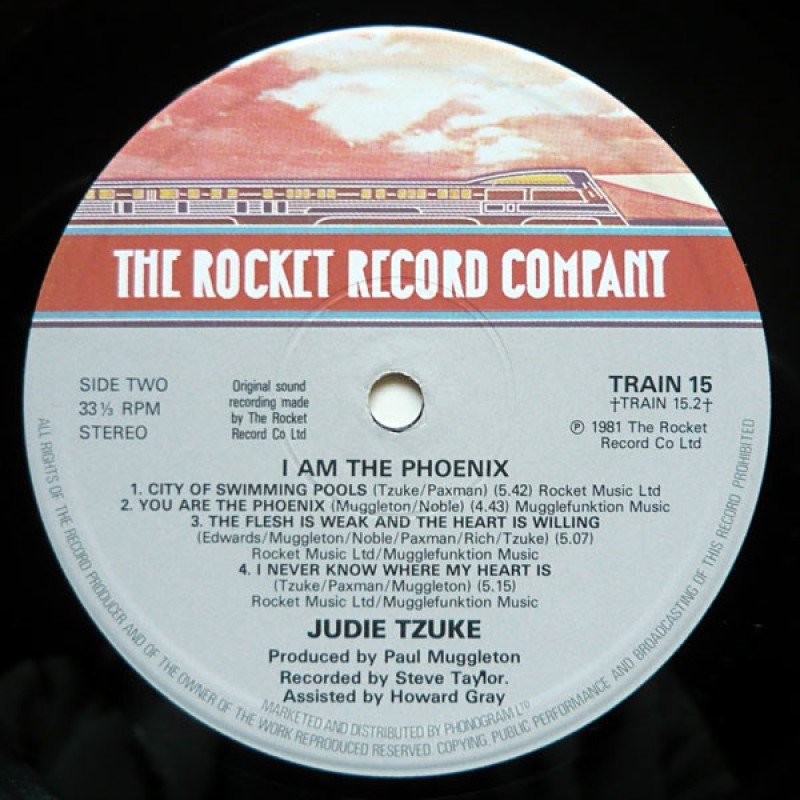 THE ROCKET RECORD COMPANY
SIDE TWO
33⅓ RPM
STEREO
Original sound
recording made
by The Rocket
Record Co Ltd
TRAIN 15
†TRAIN 15.2†
℗ 1981 The Rocket
Record Co Ltd
I AM THE PHOENIX
1. CITY OF SWIMMING POOLS (Tzuke/Paxman) (5.42) Rocket Music Ltd
2. YOU ARE THE PHOENIX (Muggleton/Noble) (4.43) Mugglefunktion Music
3. THE FLESH IS WEAK AND THE HEART IS WILLING
(Edwards/Muggleton/Noble/Paxman/Rich/Tzuke) (5.07)
Rocket Music Ltd/Mugglefunktion Music
4. I NEVER KNOW WHERE MY HEART IS
(Tzuke/Paxman/Muggleton) (5.15)
Rocket Music Ltd/Mugglefunktion Music
JUDIE TZUKE
Produced by Paul Muggleton
Recorded by Steve Taylor.
Assisted by Howard Gray
MARKETED AND DISTRIBUTED BY PHONOGRAM LTD
ALL RIGHTS OF THE RECORD PRODUCER AND OF THE OWNER OF THE WORK REPRODUCED RESERVED. COPYING, PUBLIC PERFORMANCE AND BROADCASTING OF THIS RECORD PROHIBITED